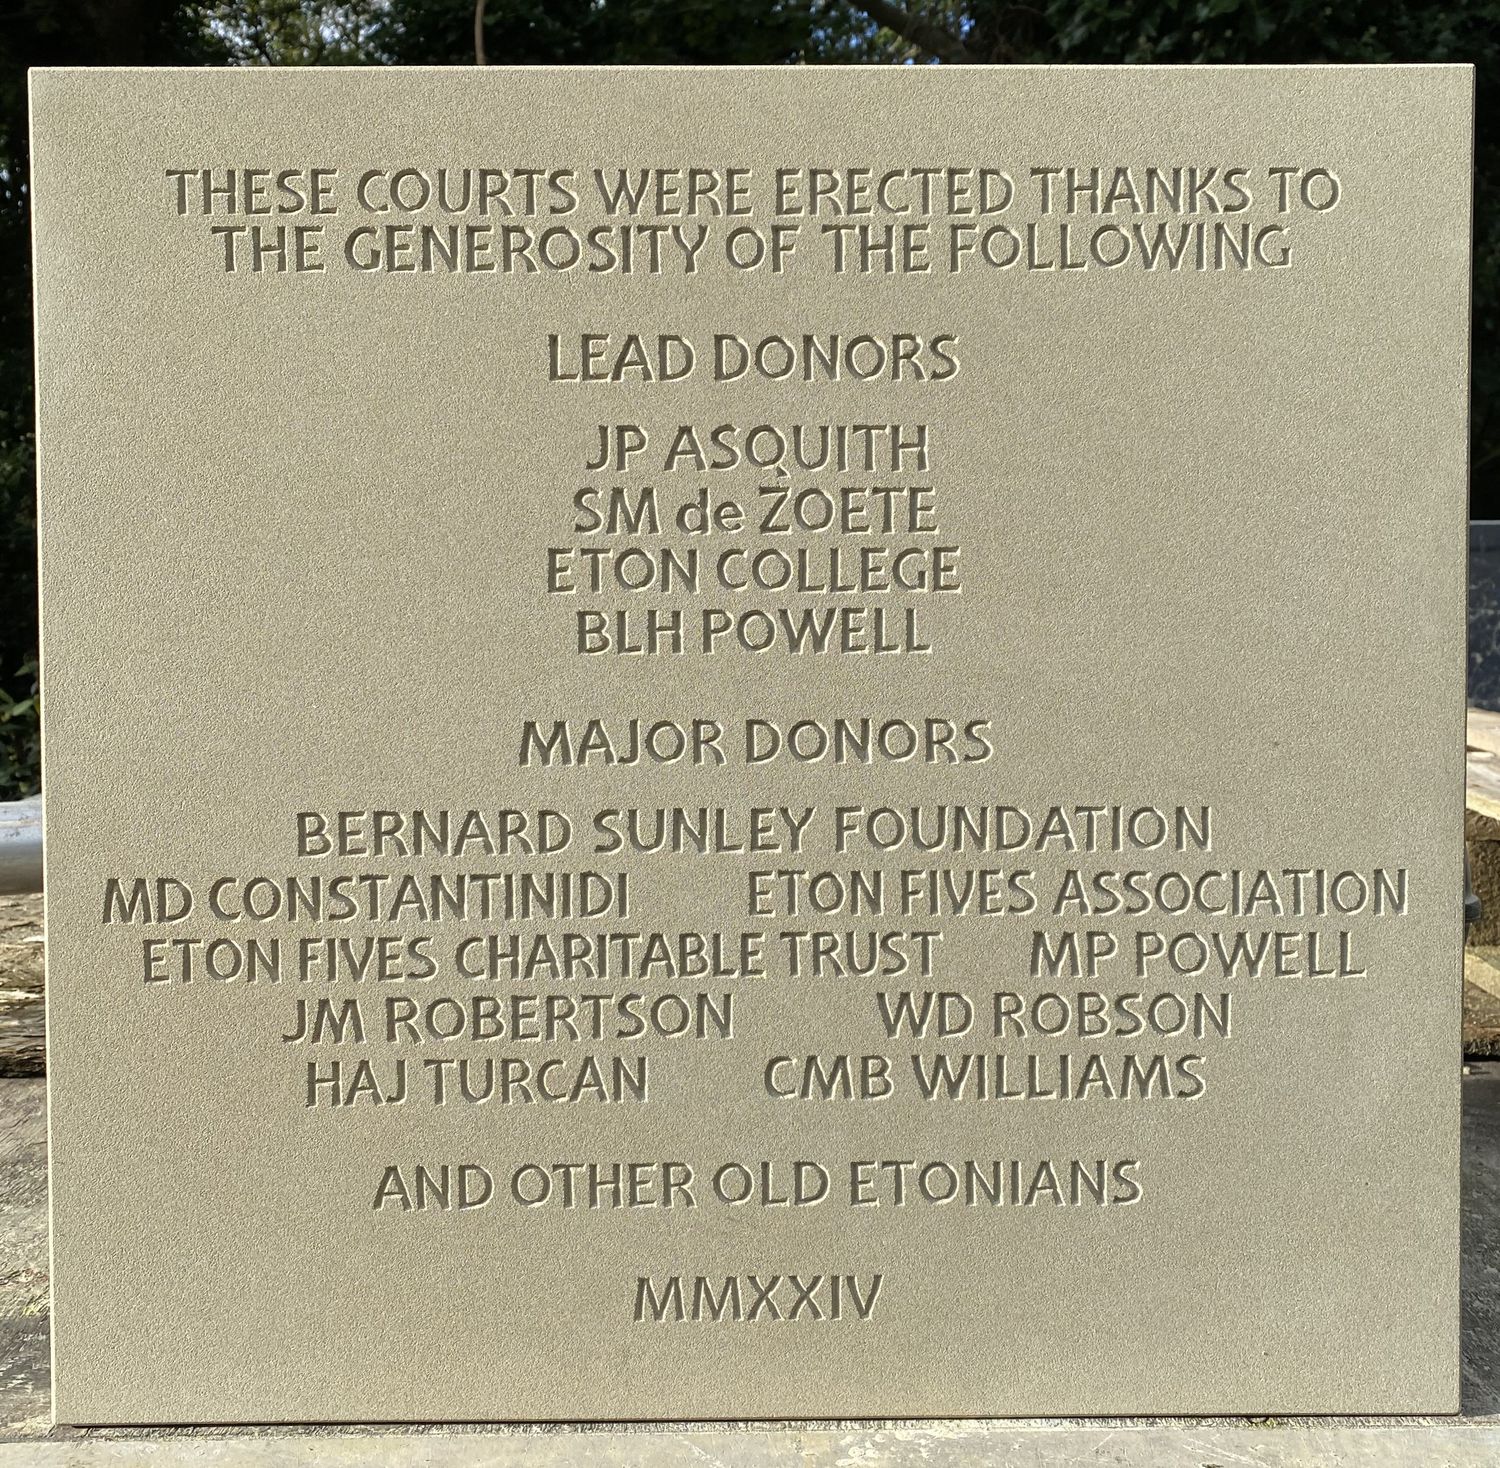 THESE COURTS WERE ERECTED THANKS TO
THE GENEROSITY OF THE FOLLOWING
LEAD DONORS
JP ASQUITH
SM de ZOETE
ETON COLLEGE
BLH POWELL
MAJOR DONORS
BERNARD SUNLEY FOUNDATION
MD CONSTANTINIDI ETON FIVES ASSOCIATION
ETON FIVES CHARITABLE TRUST MP POWELL
JM ROBERTSON WD ROBSON
HAJ TURCAN CMB WILLIAMS
AND OTHER OLD ETONIANS
MMXXIV